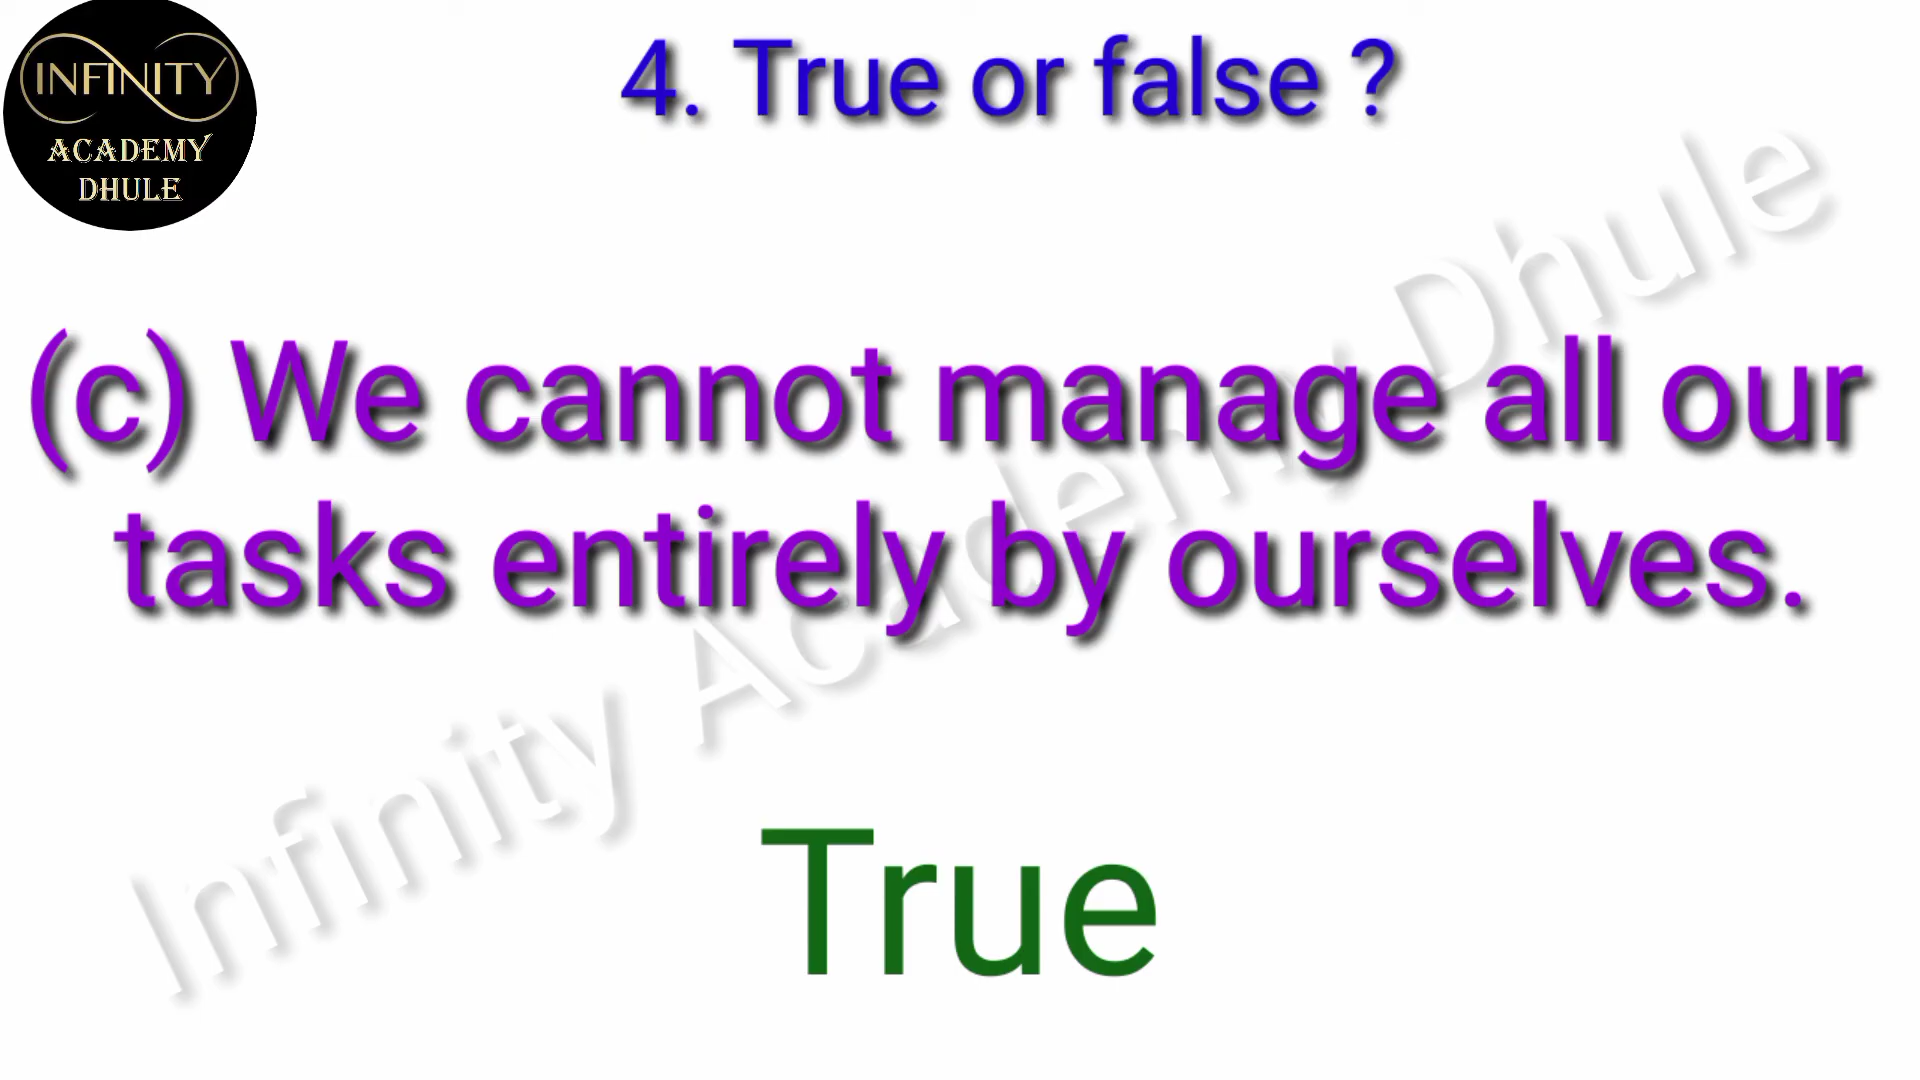 INFINITY
ACADEMY
DHULE
4. True or false ?
(c) We cannot manage all our
tasks entirely by ourselves.
Infinity Academy Dhule
True